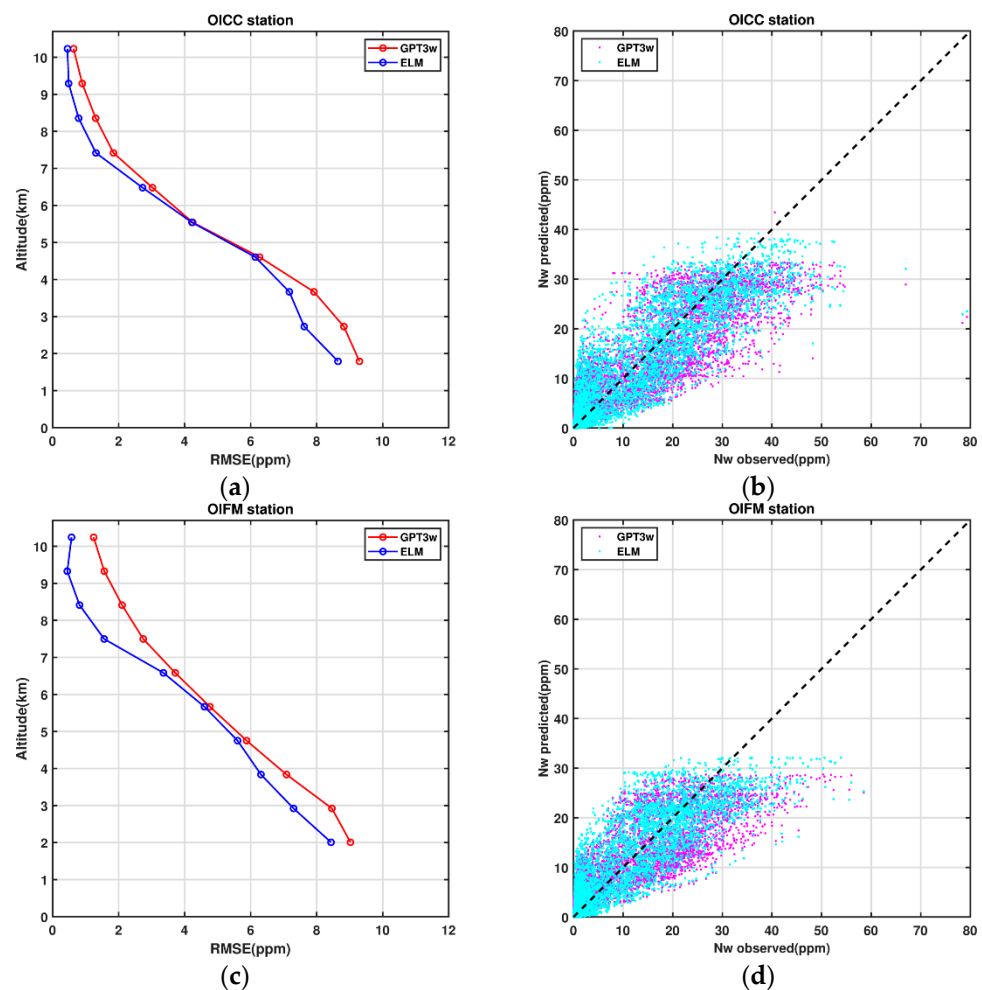 OICC station
GPT3w
ELM
10
9
8
7
6
5
4
3
2
1
0
Altitude(km)
0 2 4 6 8 10 12
RMSE(ppm)
(a)
OICC station
GPT3w
ELM
80
70
60
50
40
30
20
10
0
Nw predicted(ppm)
0 10 20 30 40 50 60 70 80
Nw observed(ppm)
(b)
OIFM station
GPT3w
ELM
10
9
8
7
6
5
4
3
2
1
0
Altitude(km)
0 2 4 6 8 10 12
RMSE(ppm)
(c)
OIFM station
GPT3w
ELM
80
70
60
50
40
30
20
10
0
Nw predicted(ppm)
0 10 20 30 40 50 60 70 80
Nw observed(ppm)
(d)